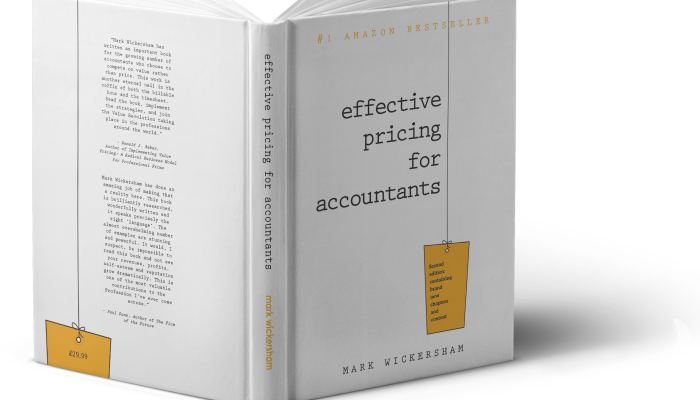 "Mark Wickersham has
written an important book
for the growing number of
accountants who choose to
compete on value rather
than price. This work is
another eternal nail in the
coffin of both the billable
hour and the timesheet.
Read the book, implement
the strategies, and join
the Value Revolution taking
place in the professions
around the world."
- Ronald J. Baker,
Author of Implementing Value
Pricing: A Radical Business Model
for Professional Firms
Mark Wickersham has done an
amazing job of making that
a reality here. This book
is brilliantly researched,
wonderfully written and
it speaks precisely the
right 'language'. The
almost overwhelming number
of examples are stunning
and powerful. It would, I
suspect, be impossible to
read this book and not see
your revenues, profits,
self-esteem and reputation
grow dramatically. This is
one of the most valuable
contributions to the
Profession I've ever come
across."
- Paul Dunn, Author of The Firm
of the Future
£29.99
effective pricing for accountants
mark wickersham
#1 AMAZON BESTSELLER
effective
pricing
for
accountants
Second
edition:
containing
brand
new
chapters
and
content
MARK WICKERSHAM